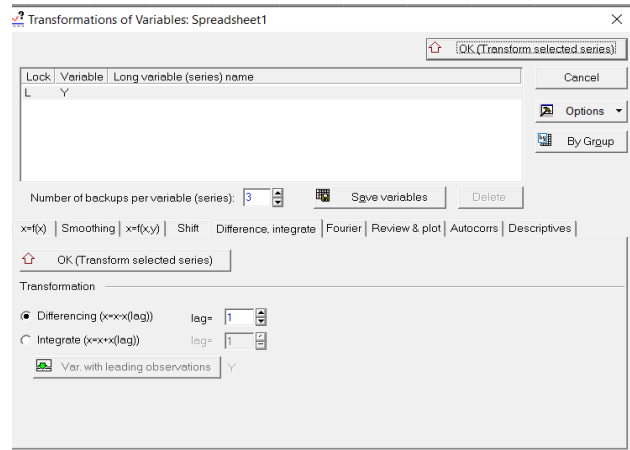 Transformations of Variables: Spreadsheet1
OK (Transform selected series)
Lock Variable Long variable (series) name
L Y
Cancel
Options
By Group
Number of backups per variable (series): 3 Save variables Delete
x=f(x) Smoothing x=f(x,y) Shift Difference, integrate Fourier Review & plot Autocorrs Descriptives
OK (Transform selected series)
Transformation
Differencing (x=x-x(lag)) lag= 1
Integrate (x=x+x(lag)) lag= 1
Var. with leading observations Y